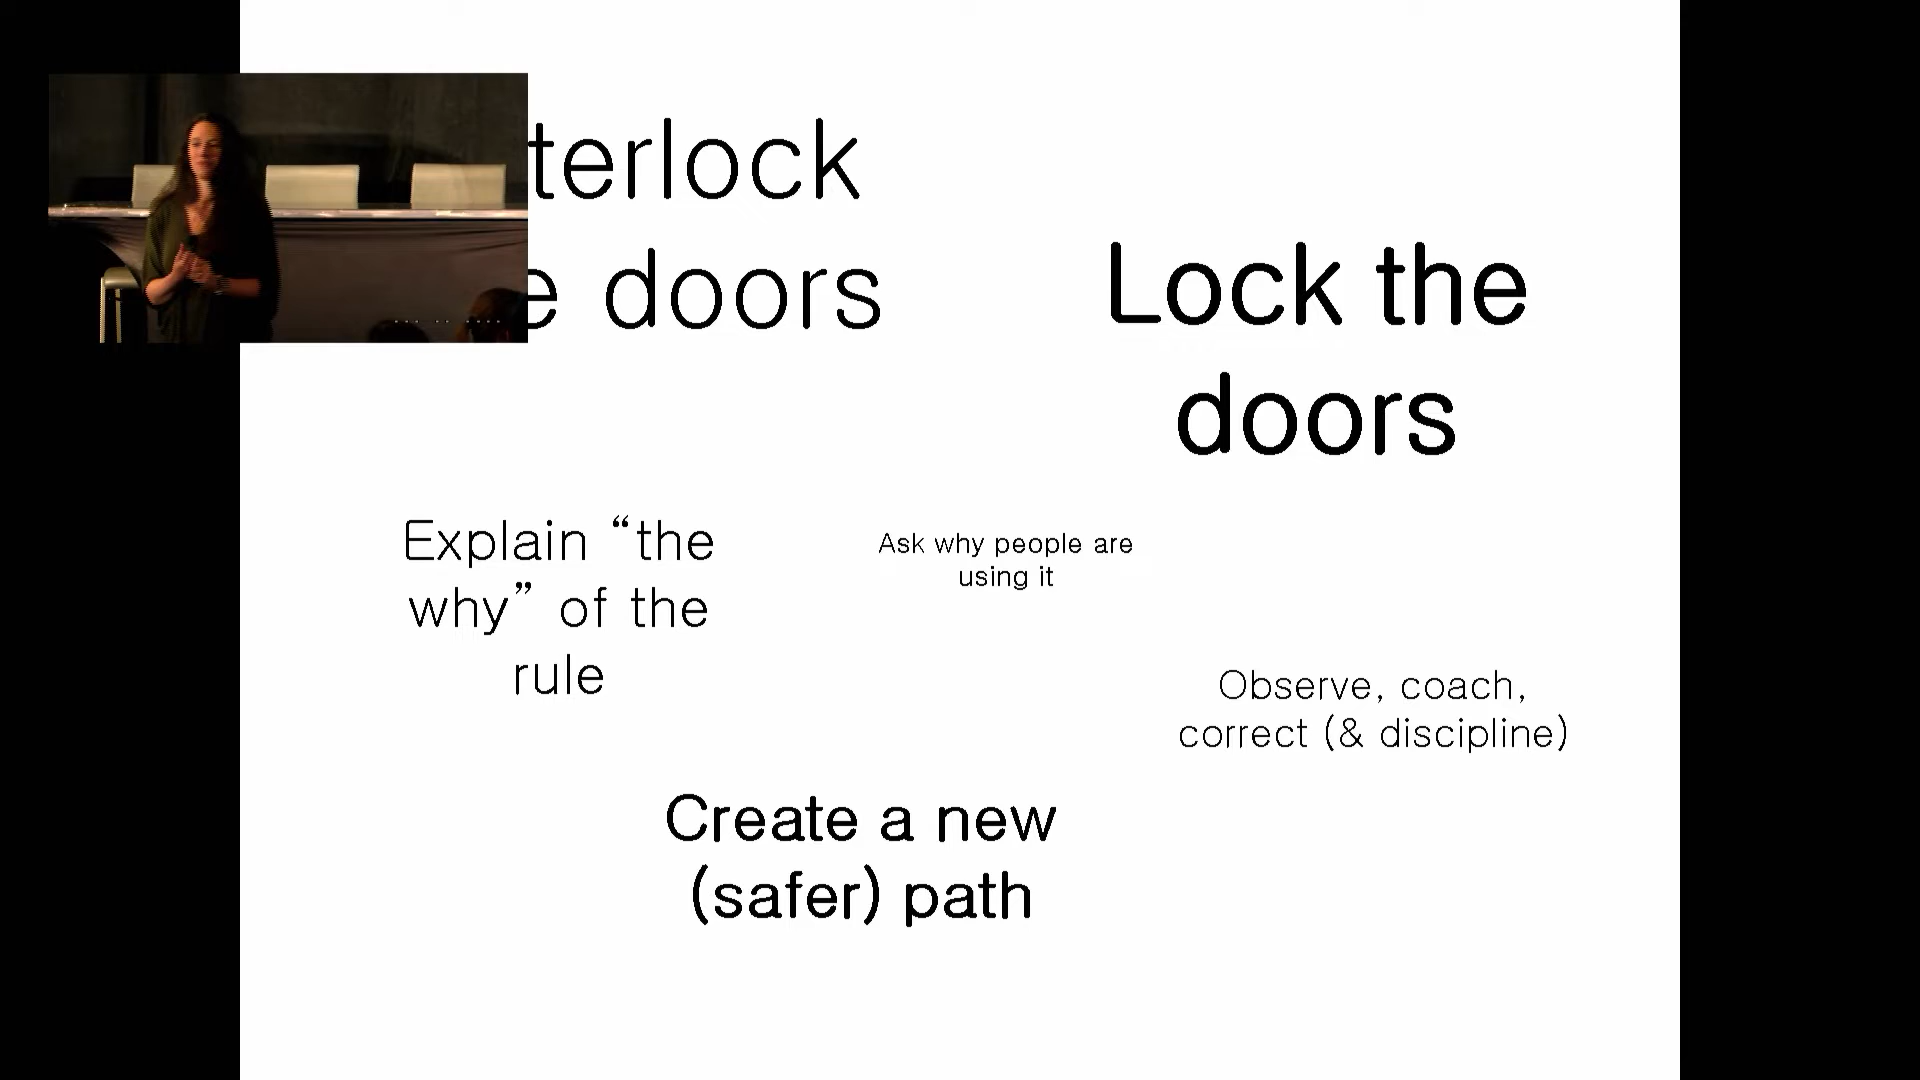 terlock
e doors
Lock the
doors
Explain “the
why” of the
rule
Ask why people are
using it
Observe, coach,
correct (& discipline)
Create a new
(safer) path